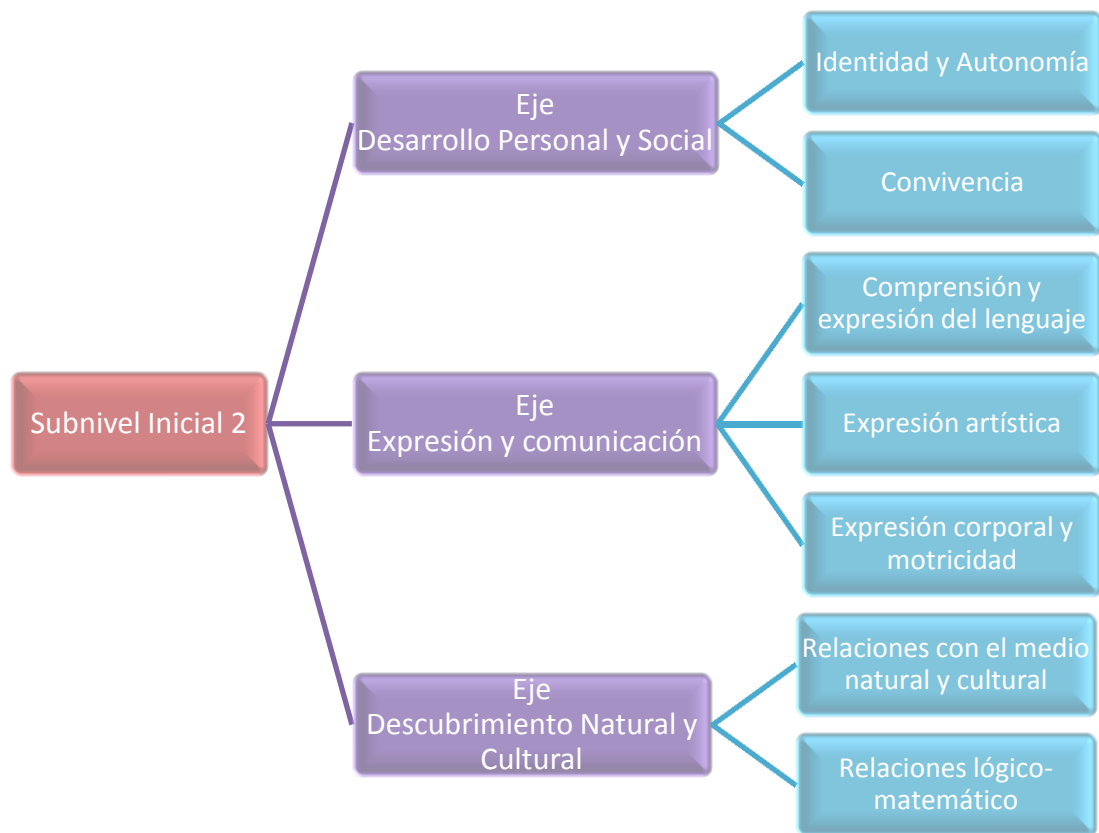 Subnivel Inicial 2
Eje
Desarrollo Personal y Social
Identidad y Autonomía
Convivencia
Eje
Expresión y comunicación
Comprensión y
expresión del lenguaje
Expresión artística
Expresión corporal y
motricidad
Eje
Descubrimiento Natural y
Cultural
Relaciones con el medio
natural y cultural
Relaciones lógico-
matemático